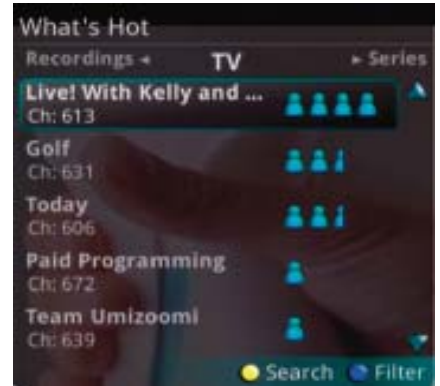 What's Hot
Recordings TV Series
Live! With Kelly and ...
Ch: 613
Golf
Ch: 631
Today
Ch: 606
Paid Programming
Ch: 672
Team Umizoomi
Ch: 639
Search Filter